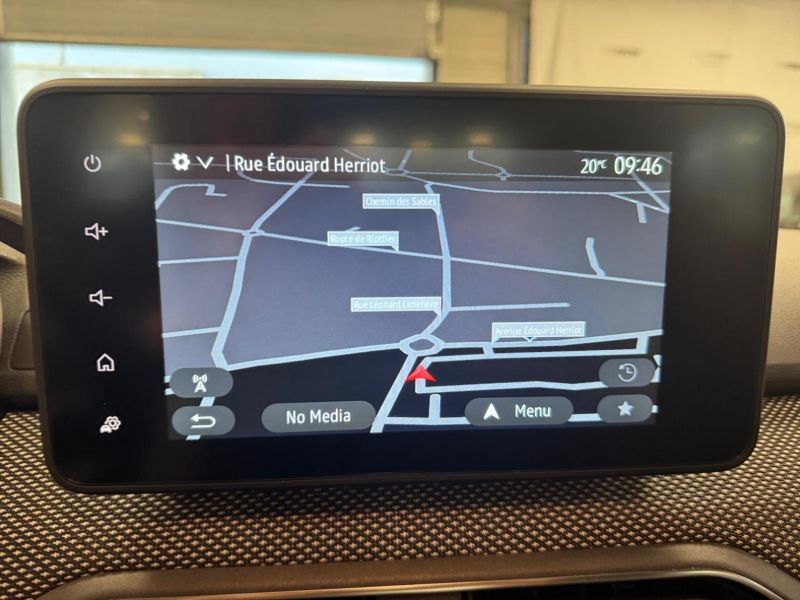 | Rue Édouard Herriot
20°C 09:46
Chemin des Sables
Route de Riottier
Rue Léonard Cimetière
Avenue Édouard Herriot
No Media
Menu